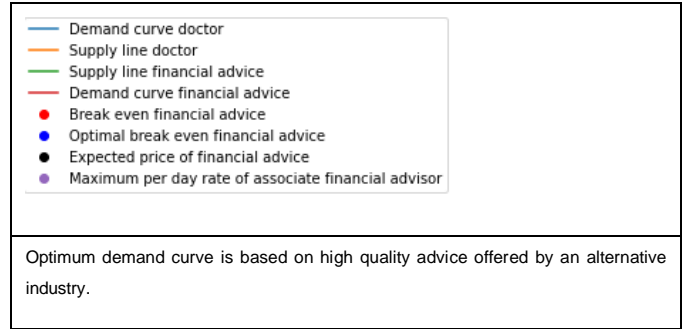 Demand curve doctor
Supply line doctor
Supply line financial advice
Demand curve financial advice
Break even financial advice
Optimal break even financial advice
Expected price of financial advice
Maximum per day rate of associate financial advisor
Optimum demand curve is based on high quality advice offered by an alternative
industry.